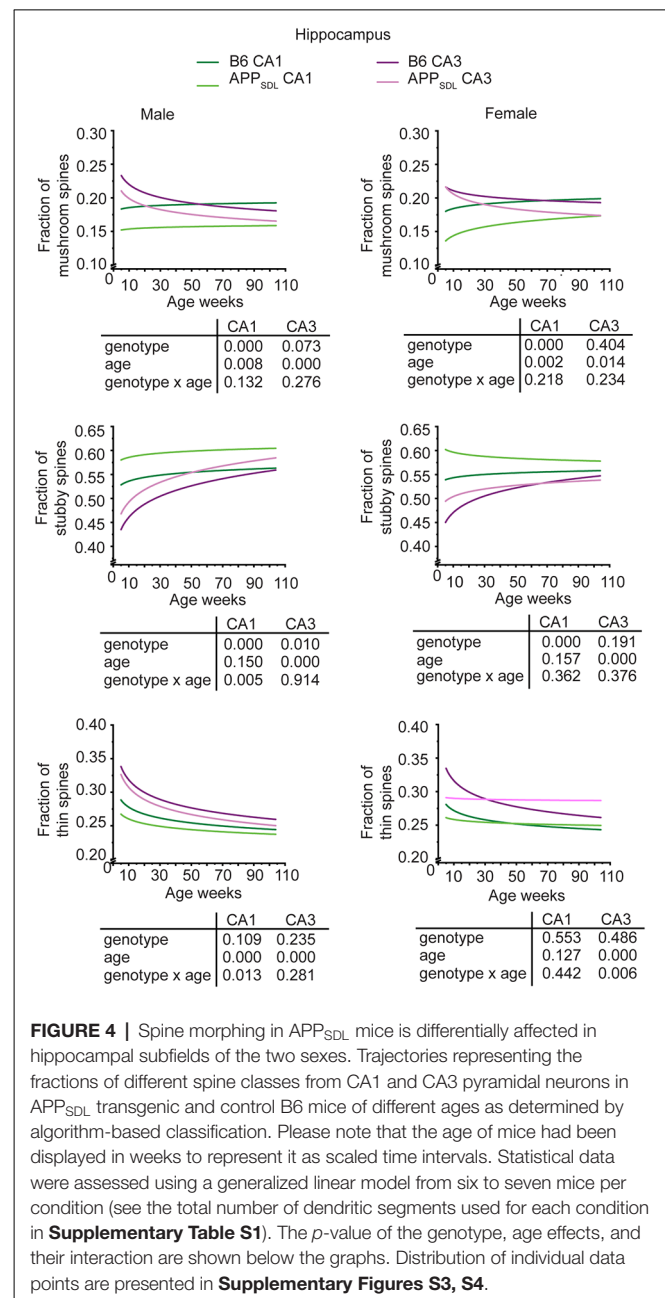 Hippocampus
B6 CA1 B6 CA3
APPSDL CA1 APPSDL CA3
Male Female
Fraction of
mushroom spines
0.30
0.25
0.20
0.15
0.10
0 10 30 50 70 90 110
Age weeks
Fraction of
mushroom spines
0.30
0.25
0.20
0.15
0.10
0 10 30 50 70 90 110
Age weeks
CA1 CA3
genotype 0.000 0.073
age 0.008 0.000
genotype x age 0.132 0.276
CA1 CA3
genotype 0.000 0.404
age 0.002 0.014
genotype x age 0.218 0.234
Fraction of
stubby spines
0.65
0.60
0.55
0.50
0.45
0.40
0 10 30 50 70 90 110
Age weeks
Fraction of
stubby spines
0.65
0.60
0.55
0.50
0.45
0.40
0 10 30 50 70 90 110
Age weeks
CA1 CA3
genotype 0.000 0.010
age 0.150 0.000
genotype x age 0.005 0.914
CA1 CA3
genotype 0.000 0.191
age 0.157 0.000
genotype x age 0.362 0.376
Fraction of
thin spines
0.40
0.35
0.30
0.25
0.20
0 10 30 50 70 90 110
Age weeks
Fraction of
thin spines
0.40
0.35
0.30
0.25
0.20
0 10 30 50 70 90 110
Age weeks
CA1 CA3
genotype 0.109 0.235
age 0.000 0.000
genotype x age 0.013 0.281
CA1 CA3
genotype 0.553 0.486
age 0.127 0.000
genotype x age 0.442 0.006
FIGURE 4 | Spine morphing in APPSDL mice is differentially affected in
hippocampal subfields of the two sexes. Trajectories representing the
fractions of different spine classes from CA1 and CA3 pyramidal neurons in
APPSDL transgenic and control B6 mice of different ages as determined by
algorithm-based classification. Please note that the age of mice had been
displayed in weeks to represent it as scaled time intervals. Statistical data
were assessed using a generalized linear model from six to seven mice per
condition (see the total number of dendritic segments used for each condition
in Supplementary Table S1). The p-value of the genotype, age effects, and
their interaction are shown below the graphs. Distribution of individual data
points are presented in Supplementary Figures S3, S4.